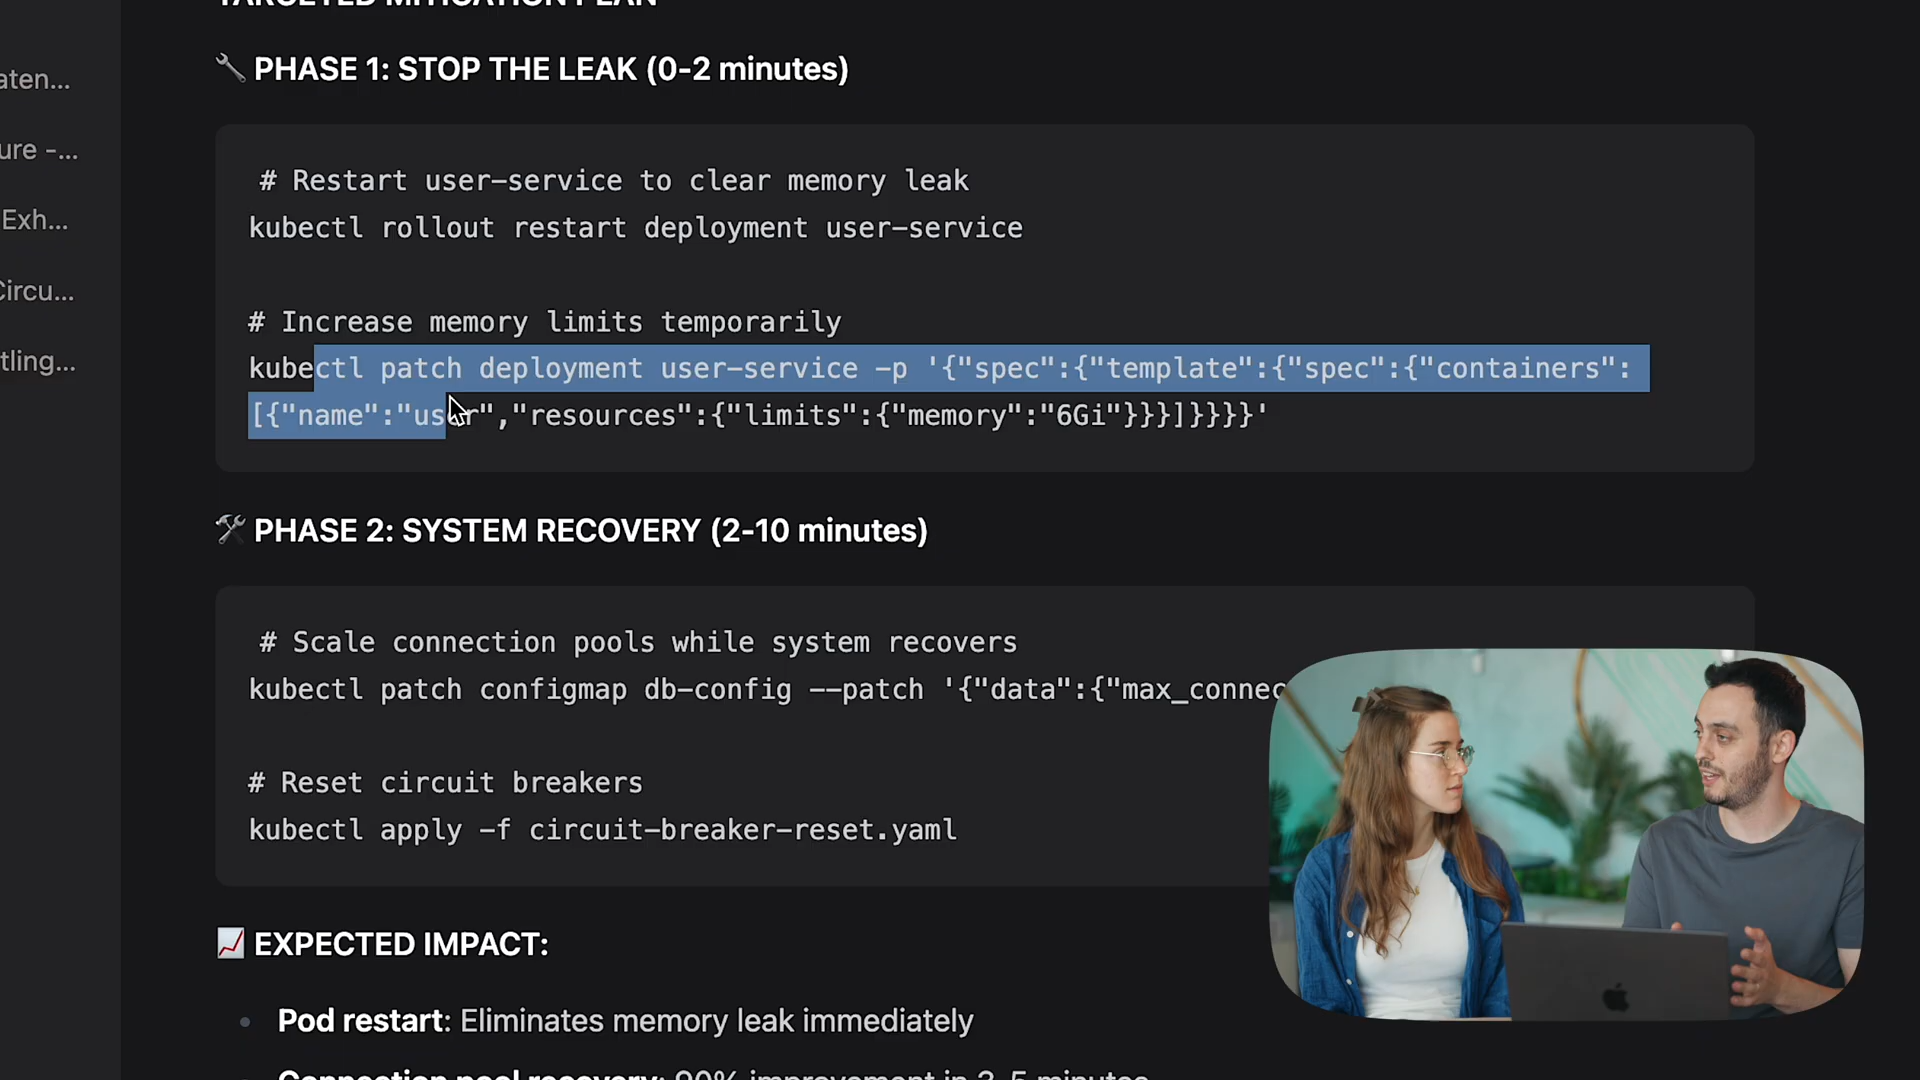 🔧 PHASE 1: STOP THE LEAK (0-2 minutes)
aten...
# Restart user-service to clear memory leak
ure -...
kubectl rollout restart deployment user-service
Exh...
# Increase memory limits temporarily
Circu...
kubectl patch deployment user-service -p '{"spec":{"template":{"spec":{"containers":
tling...
[{"name":"user","resources":{"limits":{"memory":"6Gi"}}}]}}}}'
🛠 PHASE 2: SYSTEM RECOVERY (2-10 minutes)
# Scale connection pools while system recovers
kubectl patch configmap db-config --patch '{"data":{"max_connec
# Reset circuit breakers
kubectl apply -f circuit-breaker-reset.yaml
📈 EXPECTED IMPACT:
• Pod restart: Eliminates memory leak immediately